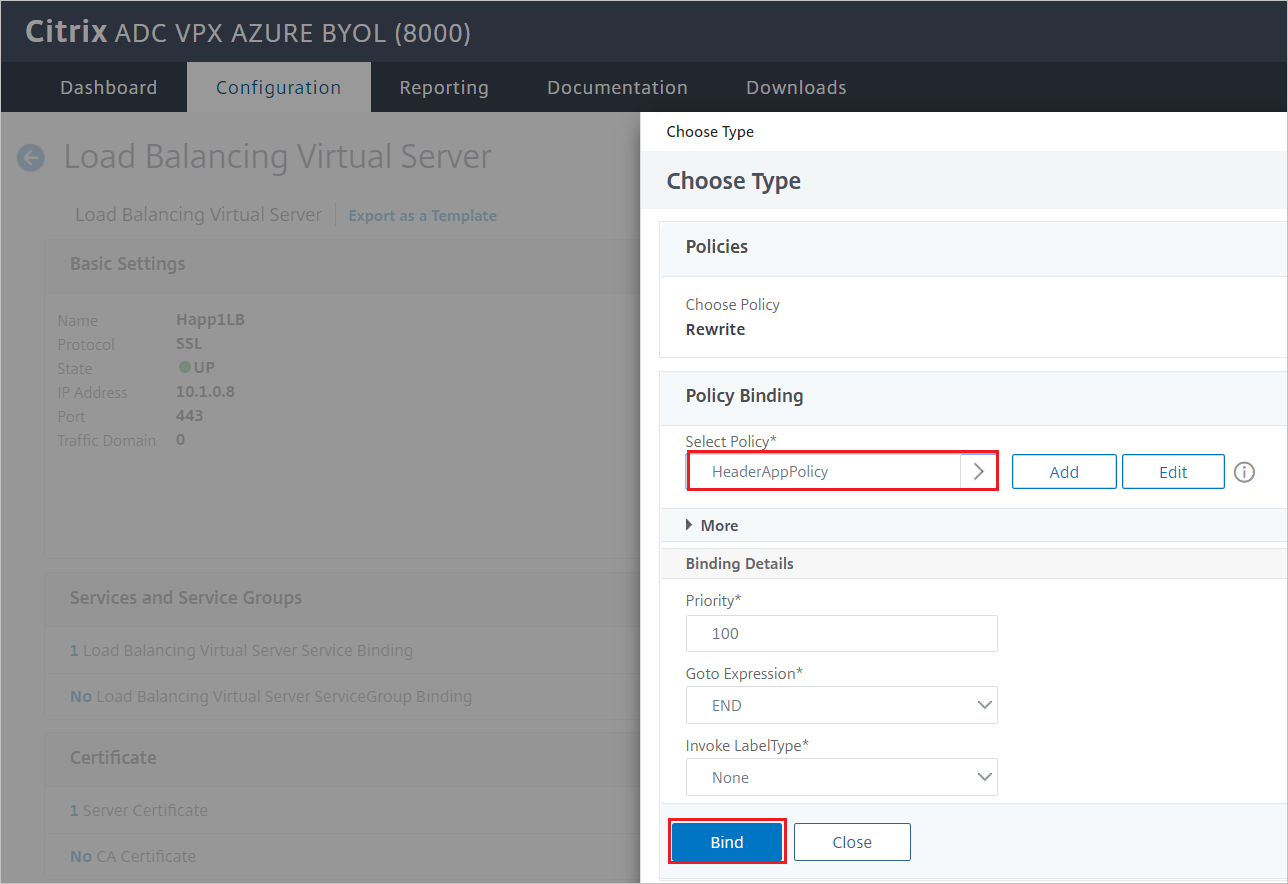 Citrix ADC VPX AZURE BYOL (8000)
Dashboard Configuration Reporting Documentation Downloads
Load Balancing Virtual Server
Load Balancing Virtual Server Export as a Template
Basic Settings
Name Happ1LB
Protocol SSL
State UP
IP Address 10.1.0.8
Port 443
Traffic Domain 0
Services and Service Groups
1 Load Balancing Virtual Server Service Binding
No Load Balancing Virtual Server ServiceGroup Binding
Certificate
1 Server Certificate
No CA Certificate
Choose Type
Choose Type
Policies
Choose Policy
Rewrite
Policy Binding
Select Policy*
HeaderAppPolicy Add Edit
More
Binding Details
Priority*
100
Goto Expression*
END
Invoke LabelType*
None
Bind Close